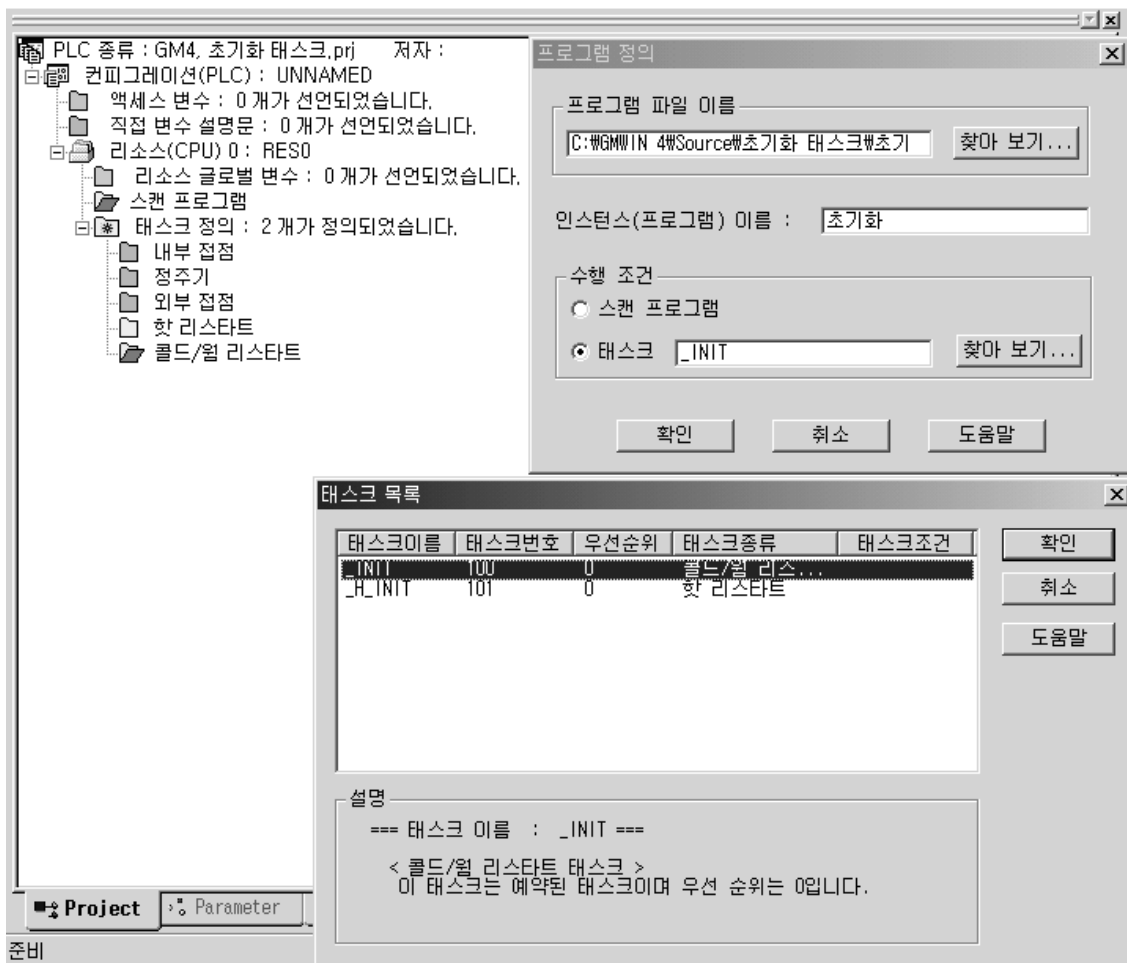 PLC 종류 : GM4, 초기화 태스크.prj 저자 :
컨피그레이션(PLC) : UNNAMED
액세스 변수 : 0개가 선언되었습니다.
직접 변수 설명문 : 0개가 선언되었습니다.
리소스(CPU) 0 : RES0
리소스 글로벌 변수 : 0개가 선언되었습니다.
스캔 프로그램
태스크 정의 : 2개가 정의되었습니다.
내부 접점
정주기
외부 접점
핫 리스타트
콜드/웜 리스타트
프로그램 정의
프로그램 파일 이름
C:₩GMWIN 4₩Source₩초기화 태스크₩초기
찾아 보기...
인스턴스(프로그램) 이름 : 초기화
수행 조건
스캔 프로그램
태스크 _INIT 찾아 보기...
확인 취소 도움말
태스크 목록
태스크이름 태스크번호 우선순위 태스크종류 태스크조건
_INIT 100 0 콜드/웜 리스...
_H_INIT 101 0 핫 리스타트
확인
취소
도움말
설명
=== 태스크 이름 : _INIT ===
< 콜드/웜 리스타트 태스크 >
이 태스크는 예약된 태스크이며 우선 순위는 0입니다.
Project Parameter
준비